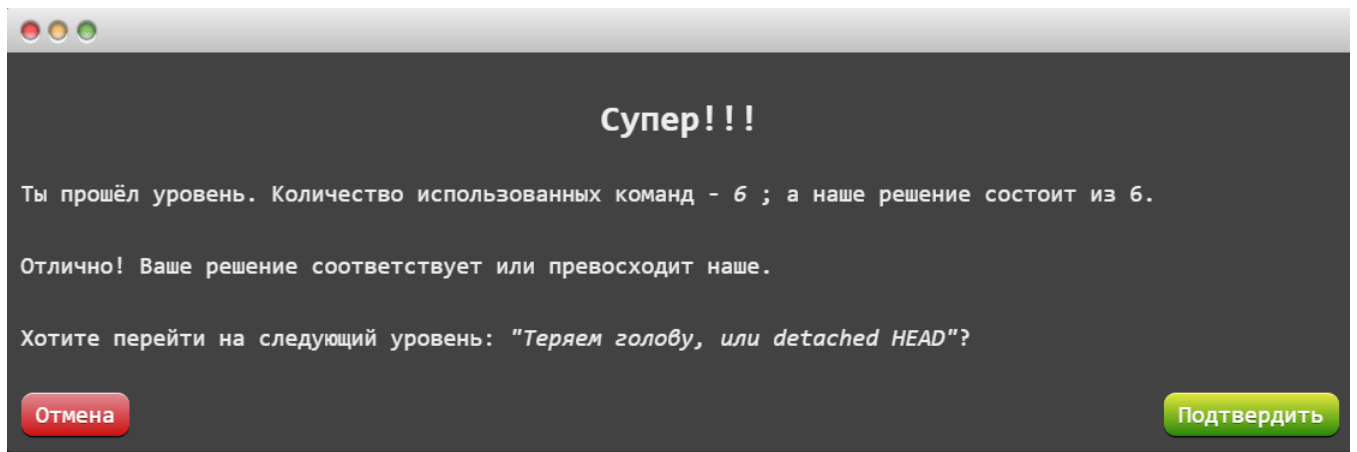 Супер!!!
Ты прошёл уровень. Количество использованных команд - 6 ; а наше решение состоит из 6.
Отлично! Ваше решение соответствует или превосходит наше.
Хотите перейти на следующий уровень: "Теряем голову, или detached HEAD"?
Отмена
Подтвердить